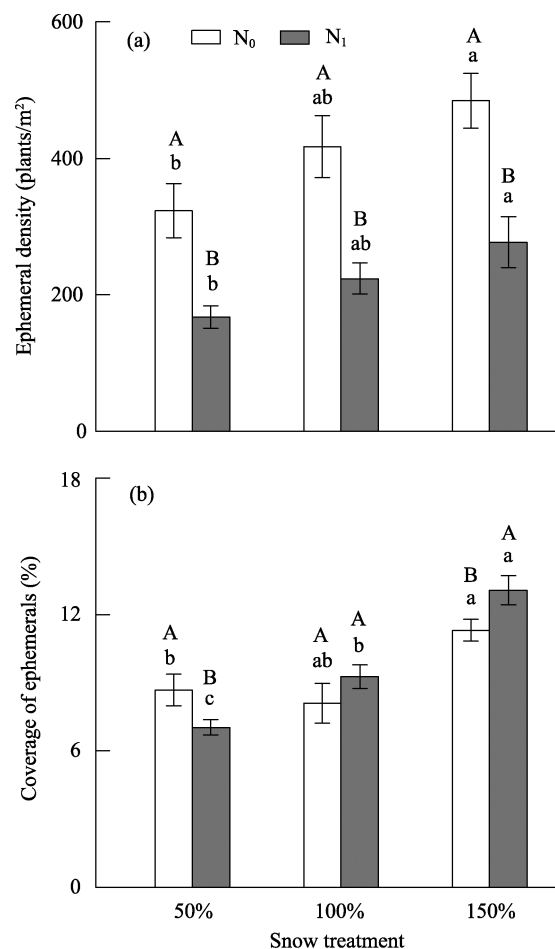 600
(a)
N₀
N₁
A
a
A
ab
400
A
b
B
a
B
ab
B
b
200
0
Ephemeral density (plants/m²)
18
(b)
A
a
B
a
12
A
b
A
ab
A
b
B
c
6
0
Coverage of ephemerals (%)
50% 100% 150%
Snow treatment